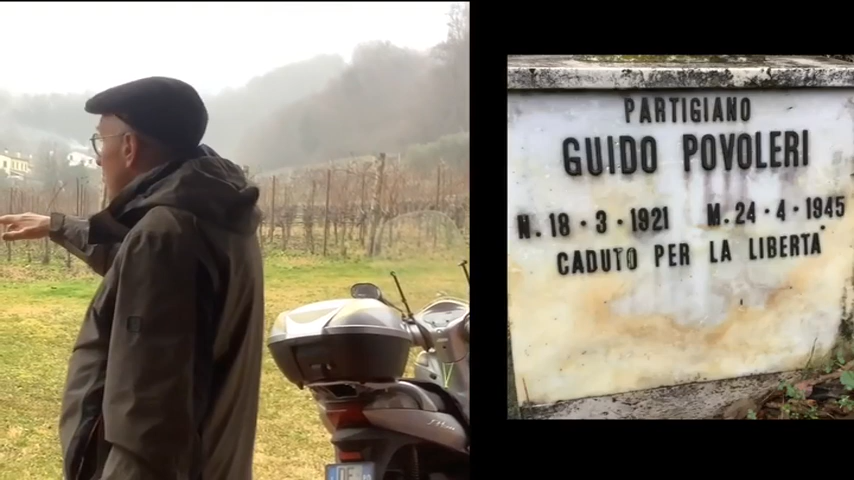 PARTIGIANO
GUIDO POVOLERI
N. 18 · 3 · 1921 M. 24 · 4 · 1945
CADUTO PER LA LIBERTA'